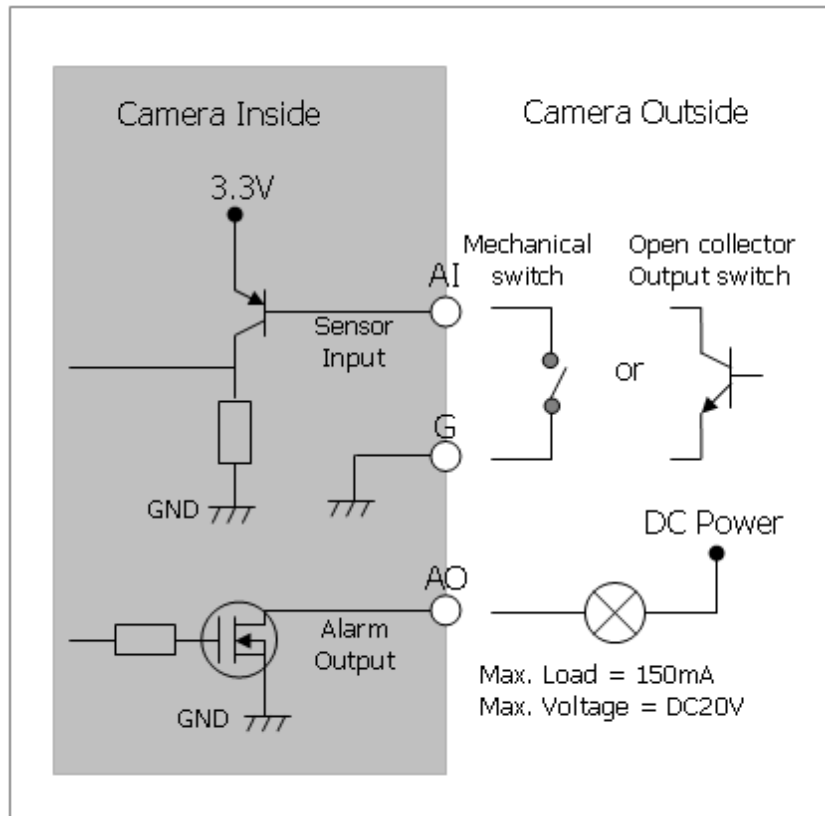 Camera Inside
Camera Outside
3.3V
AI
Sensor
Input
Mechanical
switch
Open collector
Output switch
or
G
GND
DC Power
AO
Alarm
Output
GND
Max. Load = 150mA
Max. Voltage = DC20V